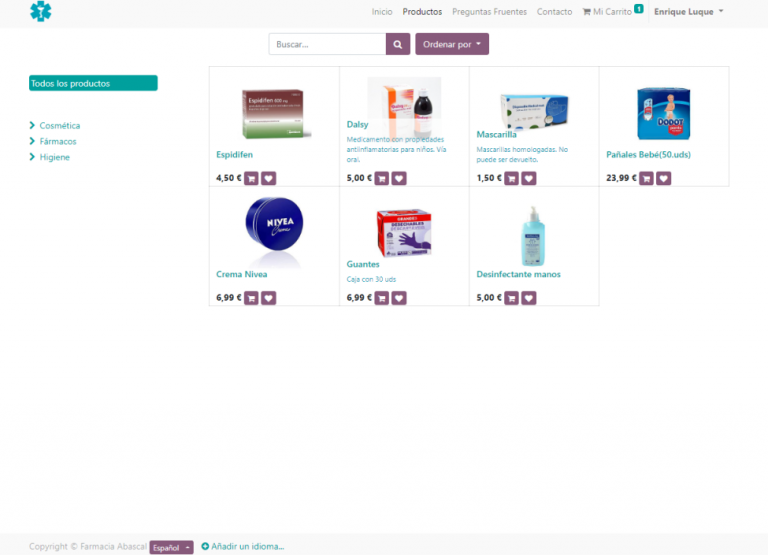 Inicio Productos Preguntas Fruentes Contacto Mi Carrito 1 Enrique Luque
Buscar... Ordenar por
Todos los productos
Cosmética
Fármacos
Higiene
Espidifen 600 mg
Espidifen
4,50 €
Dalsy
Medicamento con propiedades
antiinflamatorias para niños. Vía
oral.
5,00 €
Mascarilla
Mascarillas homologadas. No
puede ser devuelto.
1,50 €
DODOT
Pañales Bebé(50.uds)
23,99 €
NIVEA
Creme
Crema Nivea
6,99 €
GUANTES
DESECHABLES
Guantes
Caja con 30 uds
6,99 €
Desinfectante manos
5,00 €
Copyright © Farmacia Abascal Español Añadir un idioma...